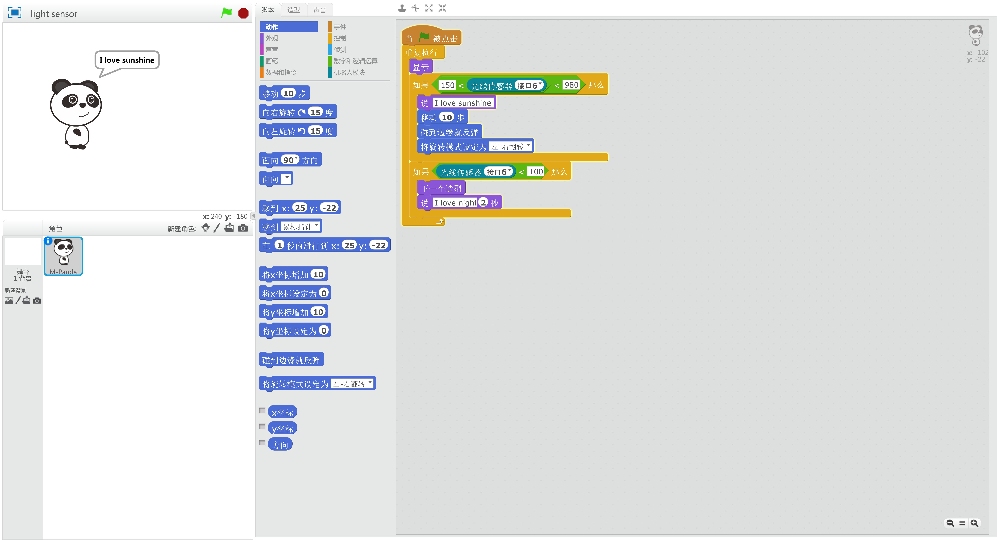 light sensor
I love sunshine
x: 240 y: -180
角色
新建角色:
M-Panda
舞台
1 背景
新建背景
脚本 造型 声音
动作 事件
外观 控制
声音 侦测
画笔 数字和逻辑运算
数据和指令 机器人模块
移动 10 步
向右旋转 15 度
向左旋转 15 度
面向 90 方向
面向
移到 x: 25 y: -22
移到 鼠标指针
在 1 秒内滑行到 x: 25 y: -22
将x坐标增加 10
将x坐标设定为 0
将y坐标增加 10
将y坐标设定为 0
碰到边缘就反弹
将旋转模式设定为 左-右翻转
x坐标
y坐标
方向
当 被点击
重复执行
显示
如果 150 < 光线传感器 接口6 < 980 那么
说 I love sunshine
移动 10 步
碰到边缘就反弹
将旋转模式设定为 左-右翻转
如果 光线传感器 接口6 < 100 那么
下一个造型
说 I love night 2 秒
x: -102
y: -22